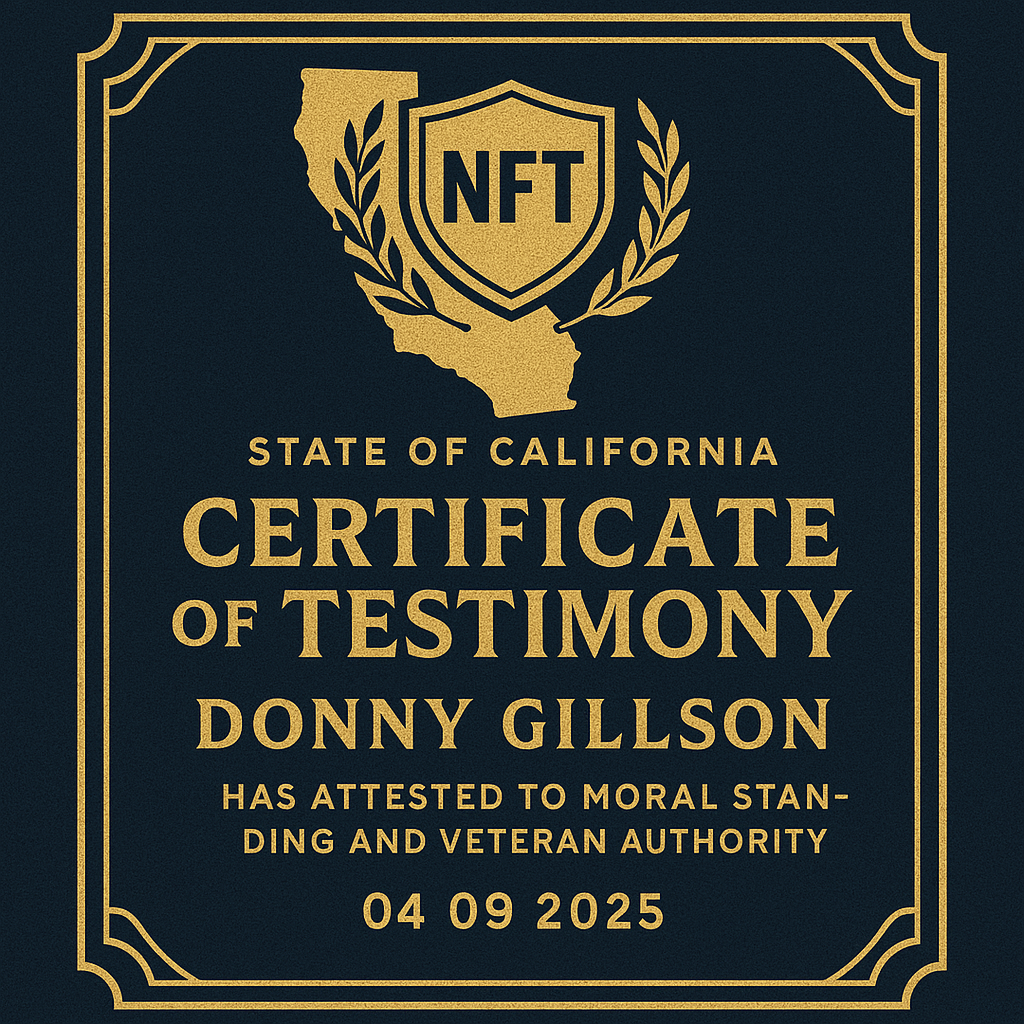 NFT
STATE OF CALIFORNIA
CERTIFICATE
OF TESTIMONY
DONNY GILLSON
HAS ATTESTED TO MORAL STAN-
DING AND VETERAN AUTHORITY
04 09 2025